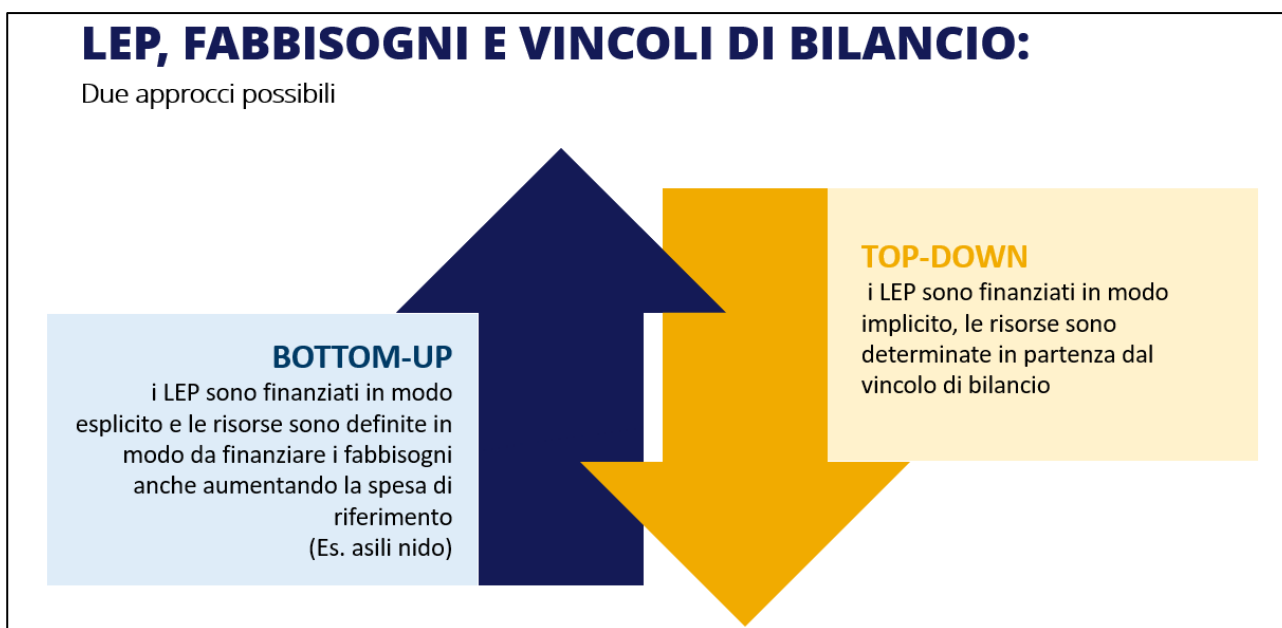 LEP, FABBISOGNI E VINCOLI DI BILANCIO:
Due approcci possibili
BOTTOM-UP
i LEP sono finanziati in modo
esplicito e le risorse sono definite in
modo da finanziare i fabbisogni
anche aumentando la spesa di
riferimento
(Es. asili nido)
TOP-DOWN
i LEP sono finanziati in modo
implicito, le risorse sono
determinate in partenza dal
vincolo di bilancio